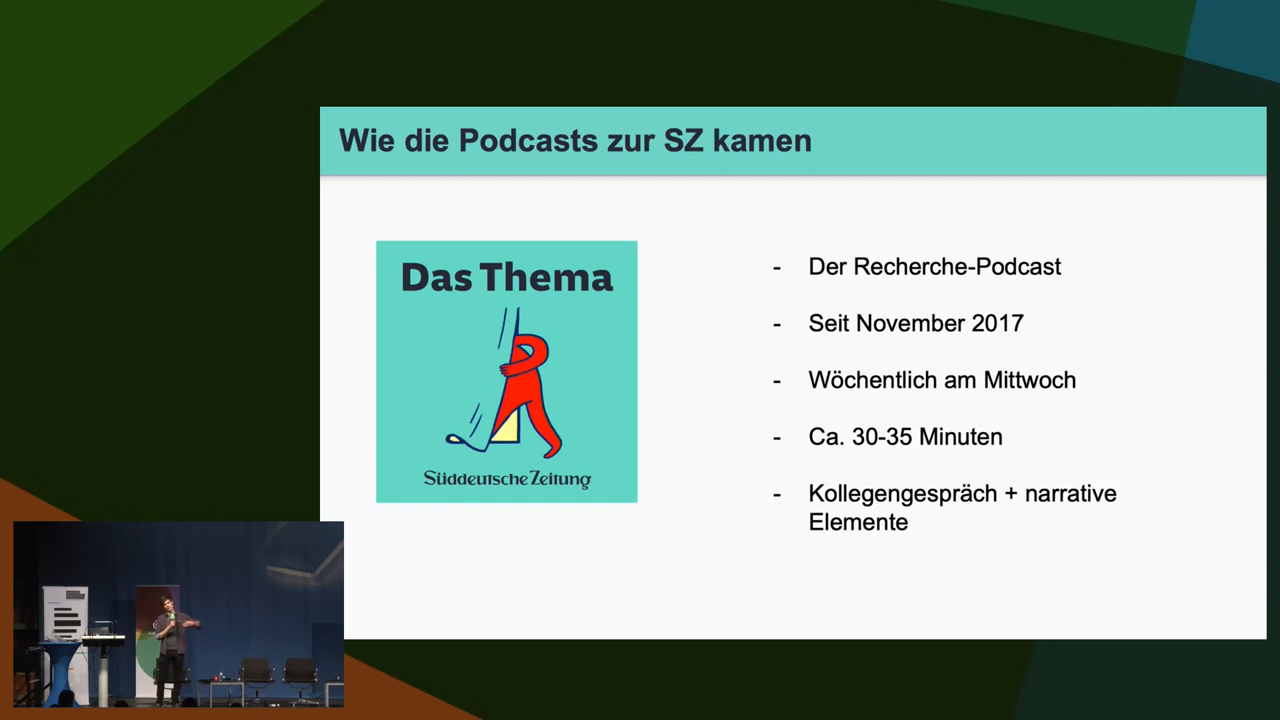 Wie die Podcasts zur SZ kamen
Das Thema
Süddeutsche Zeitung
- Der Recherche-Podcast
- Seit November 2017
- Wöchentlich am Mittwoch
- Ca. 30-35 Minuten
- Kollegengespräch + narrative
Elemente